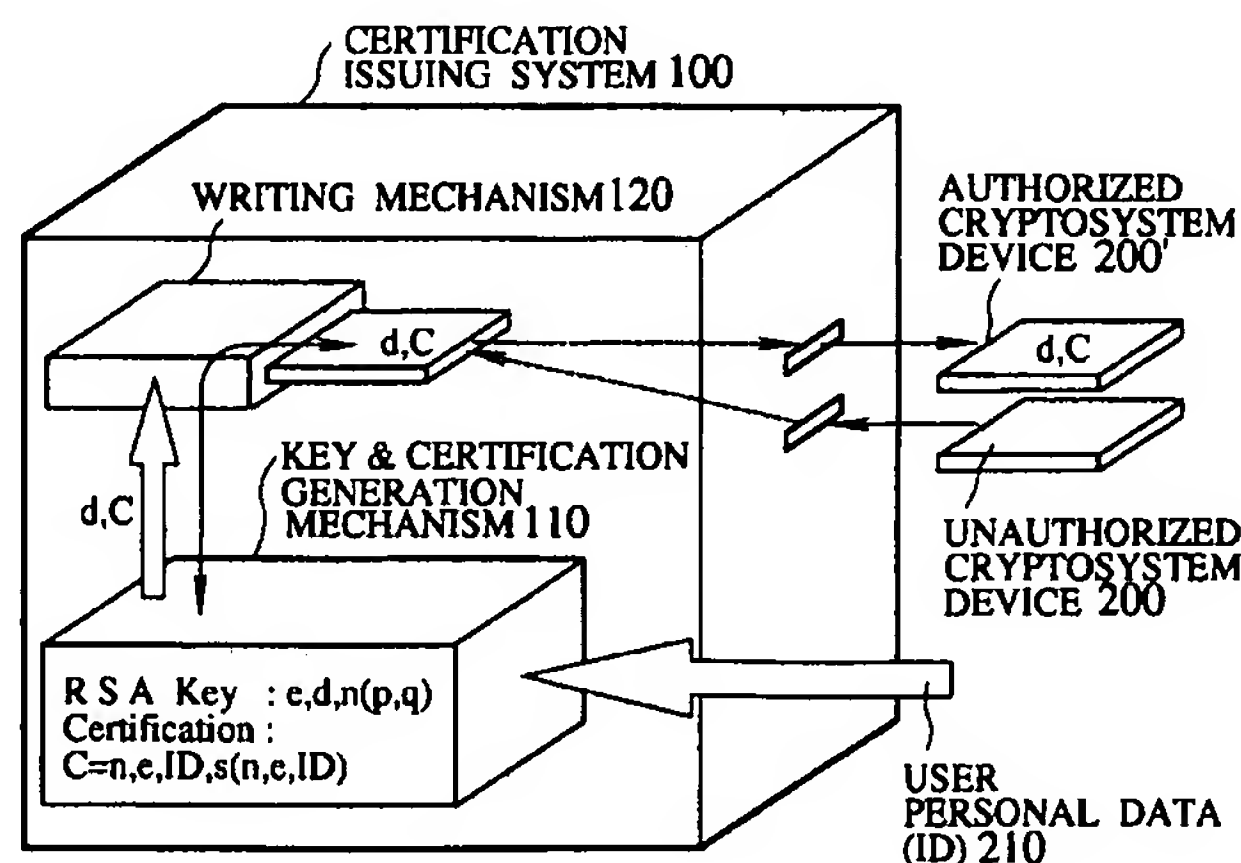 CERTIFICATION
ISSUING SYSTEM 100
WRITING MECHANISM 120
AUTHORIZED
CRYPTOSYSTEM
DEVICE 200'
d,C
d,C
KEY & CERTIFICATION
GENERATION
MECHANISM 110
d,C
UNAUTHORIZED
CRYPTOSYSTEM
DEVICE 200
R S A Key : e,d,n(p,q)
Certification :
C=n,e,ID,s(n,e,ID)
USER
PERSONAL DATA
(ID) 210